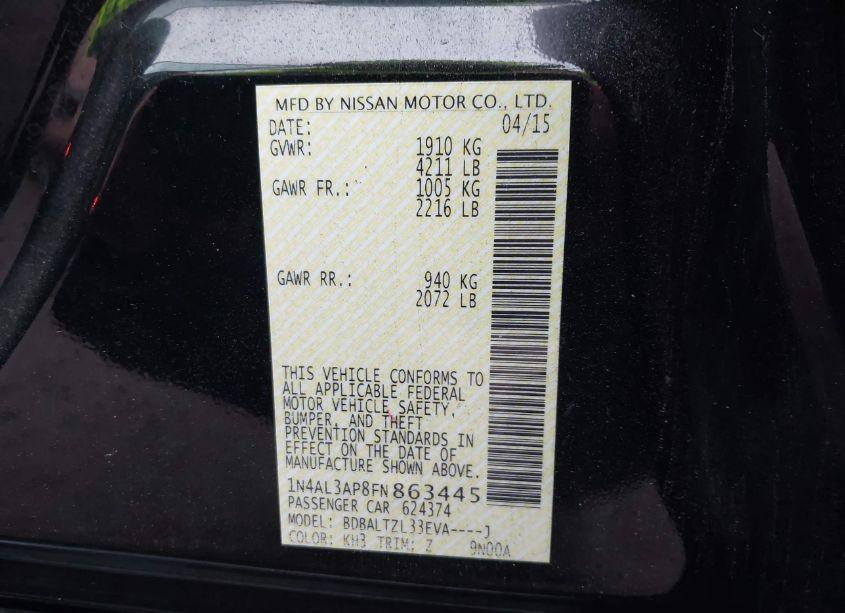 MFD BY NISSAN MOTOR CO., LTD.
DATE: 04/15
GVWR: 1910 KG
4211 LB
GAWR FR.: 1005 KG
2216 LB
GAWR RR.: 940 KG
2072 LB
THIS VEHICLE CONFORMS TO
ALL APPLICABLE FEDERAL
MOTOR VEHICLE SAFETY,
BUMPER, AND THEFT
PREVENTION STANDARDS IN
EFFECT ON THE DATE OF
MANUFACTURE SHOWN ABOVE.
1N4AL3AP8FN863445
PASSENGER CAR 624374
MODEL: BDBALTZL33EVA----J
COLOR: KH3 TRIM: Z 9N00A